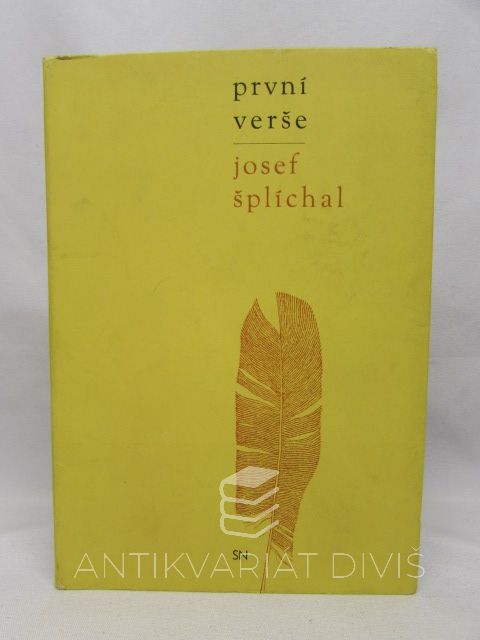 první
verše
josef
šplíchal
SN
ANTIKVARIÁT DIVIŠ